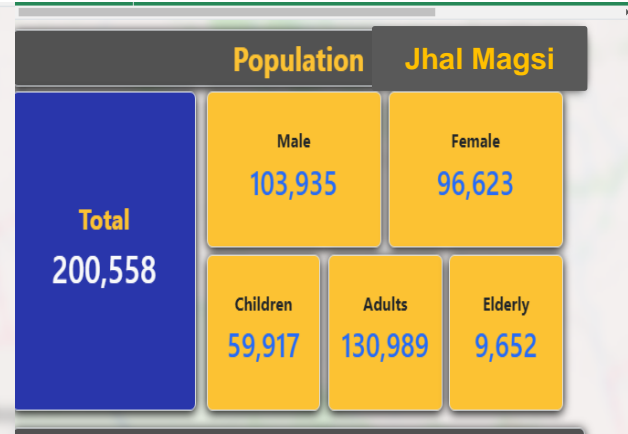 Population Jhal Magsi
Total
200,558
Male
103,935
Female
96,623
Children
59,917
Adults
130,989
Elderly
9,652